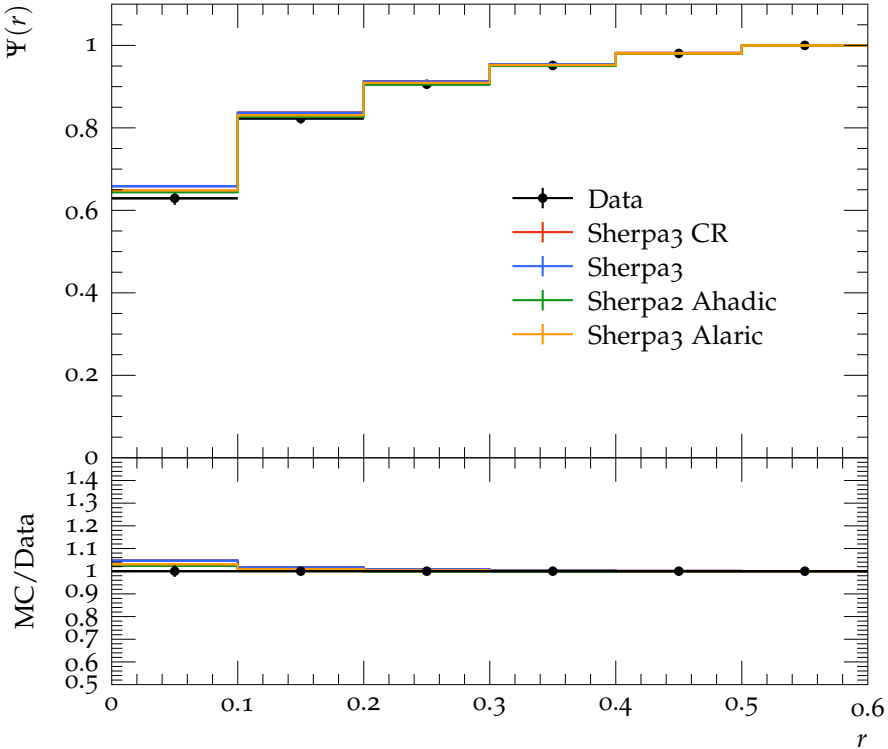 Ψ(r)
1
0.8
0.6
0.4
0.2
0
Data
Sherpa3 CR
Sherpa3
Sherpa2 Ahadic
Sherpa3 Alaric
MC/Data
1.4
1.3
1.2
1.1
1
0.9
0.8
0.7
0.6
0.5
0 0.1 0.2 0.3 0.4 0.5 0.6
r